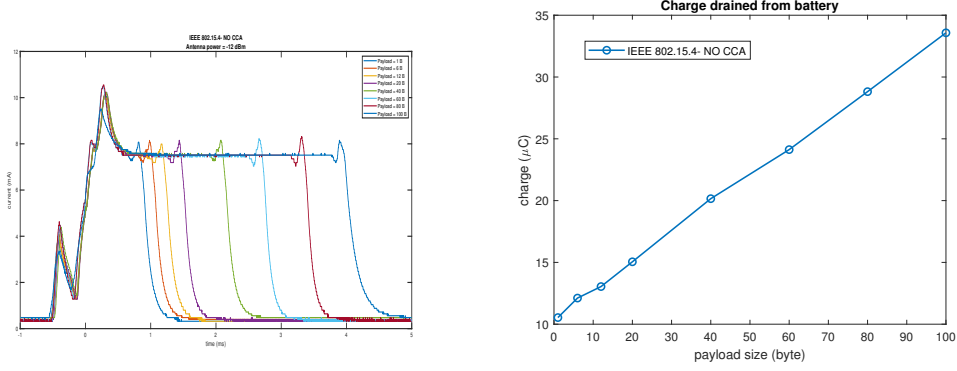 IEEE 802.15.4- NO CCA
Antenna power = -12 dBm
12
10
8
6
4
2
0
current (mA)
-1
0
1
2
3
4
5
time (ms)
Payload = 1 B
Payload = 6 B
Payload = 12 B
Payload = 20 B
Payload = 40 B
Payload = 60 B
Payload = 80 B
Payload = 100 B
Charge drained from battery
35
30
25
20
15
10
charge (μC)
IEEE 802.15.4- NO CCA
0
10
20
30
40
50
60
70
80
90
100
payload size (byte)